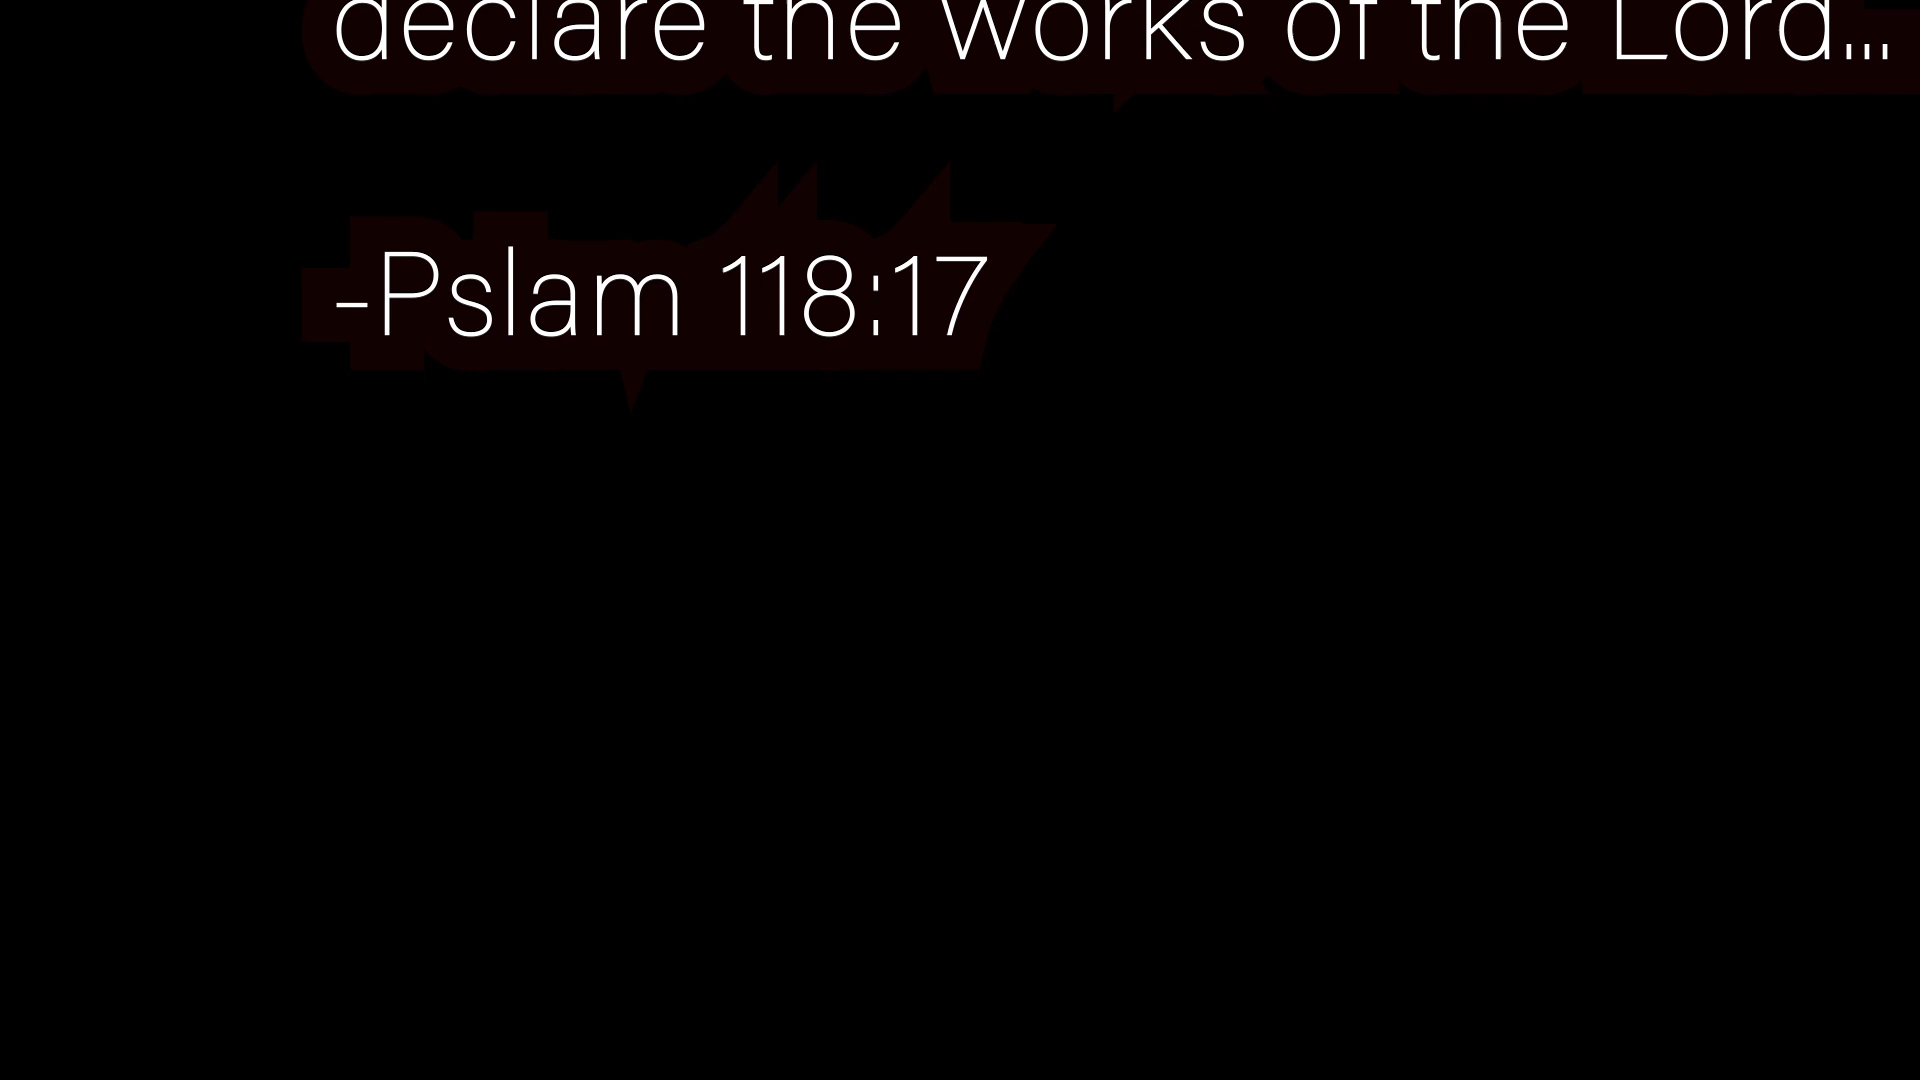 declare the works of the Lord...
-Pslam 118:17